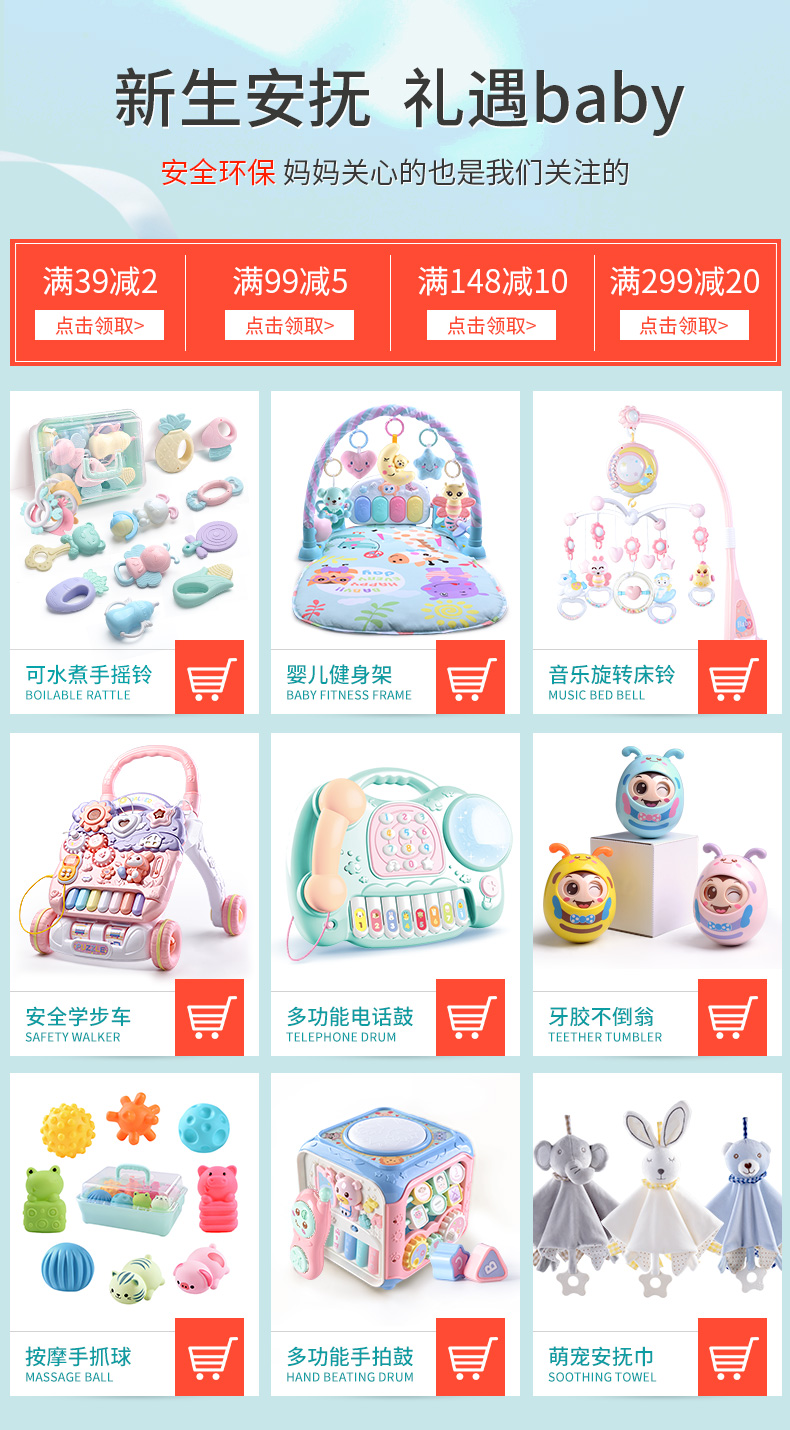 新生安抚 礼遇baby
安全环保 妈妈关心的也是我们关注的
满39减2 满99减5 满148减10 满299减20
点击领取> 点击领取> 点击领取> 点击领取>
可水煮手摇铃 婴儿健身架 音乐旋转床铃
BOILABLE RATTLE BABY FITNESS FRAME MUSIC BED BELL
安全学步车 多功能电话鼓 牙胶不倒翁
SAFETY WALKER TELEPHONE DRUM TEETHER TUMBLER
按摩手抓球 多功能手拍鼓 萌宠安抚巾
MASSAGE BALL HAND BEATING DRUM SOOTHING TOWEL